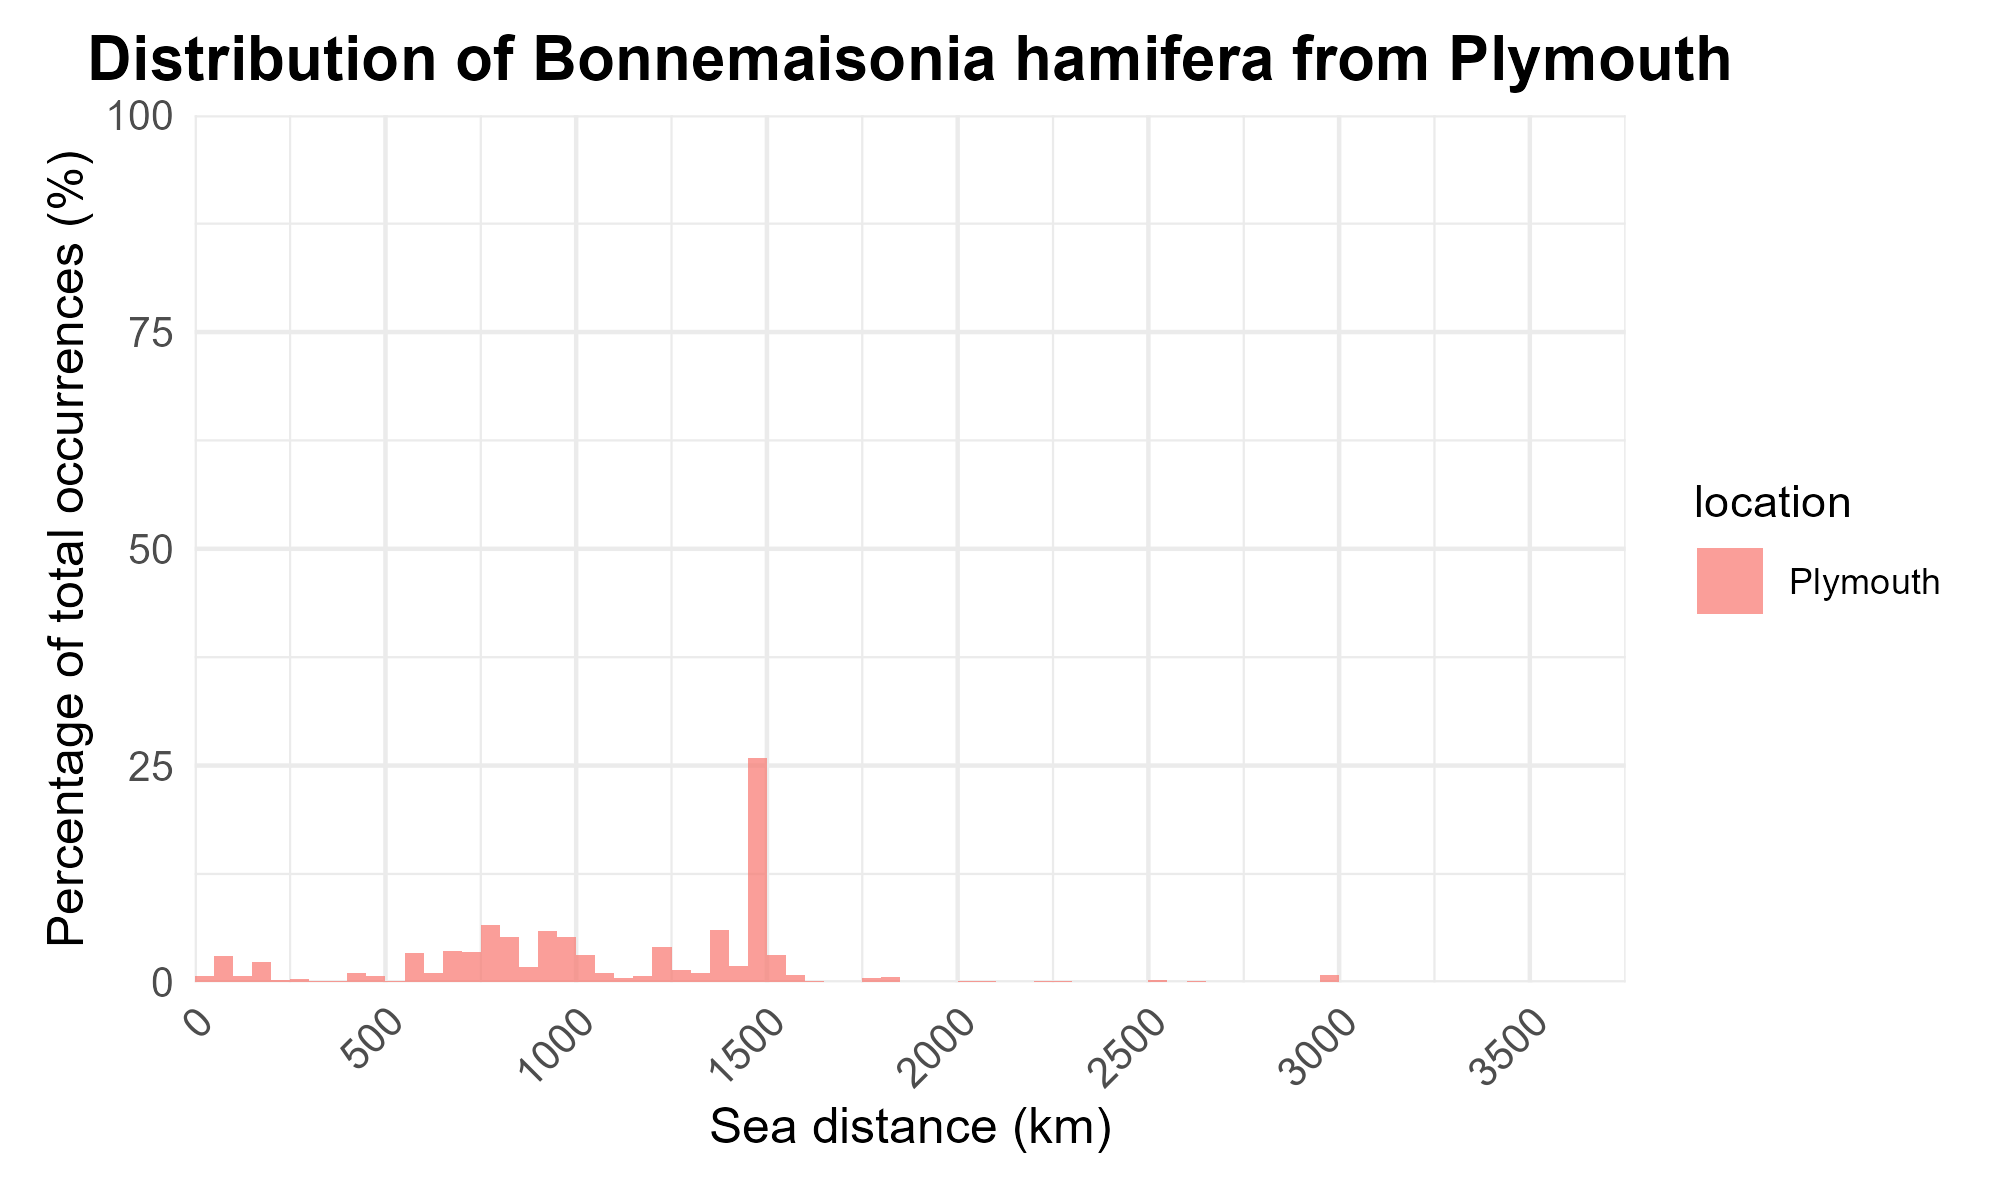 Distribution of Bonnemaisonia hamifera from Plymouth
Percentage of total occurrences (%)
100
75
50
25
0
0
500
1000
1500
2000
2500
3000
3500
Sea distance (km)
location
Plymouth